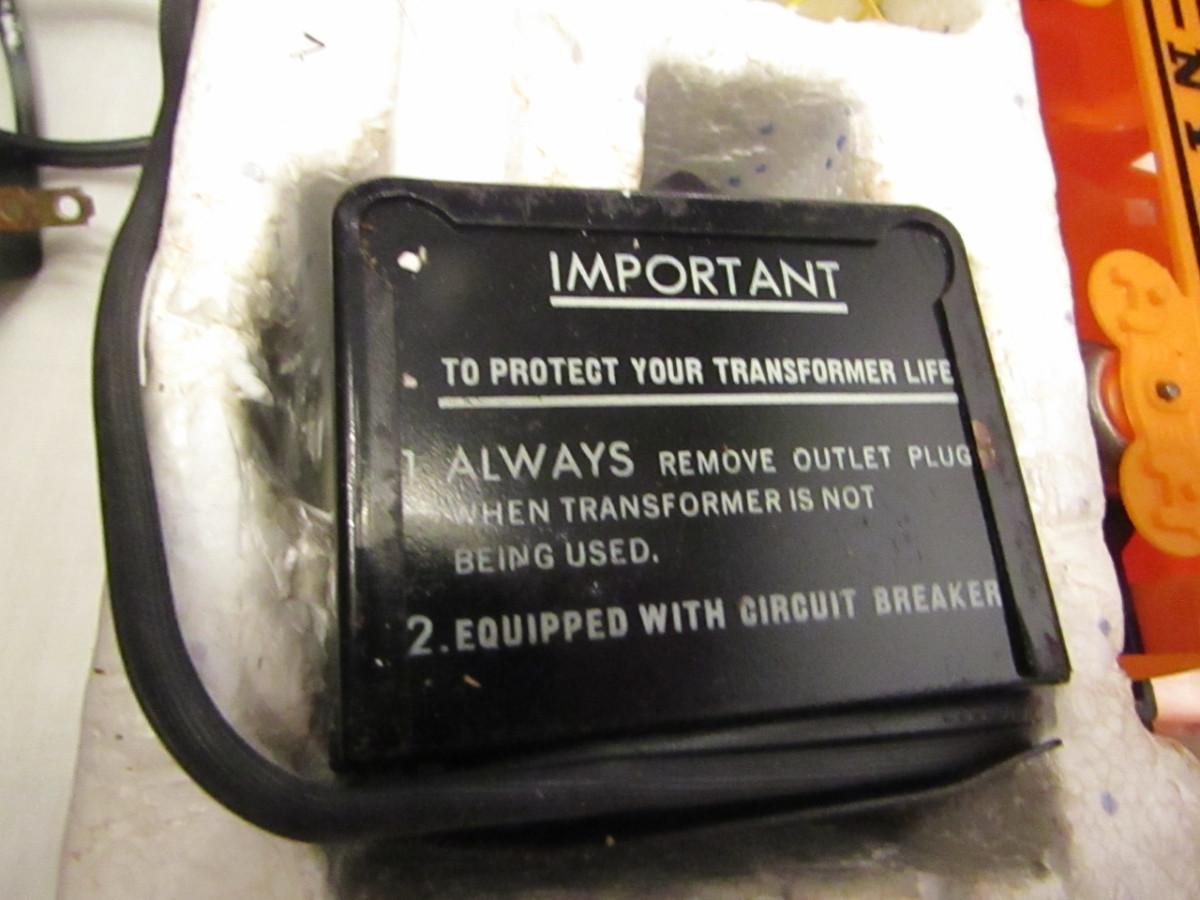 IMPORTANT
TO PROTECT YOUR TRANSFORMER LIFE
1. ALWAYS REMOVE OUTLET PLUG
WHEN TRANSFORMER IS NOT
BEING USED.
2. EQUIPPED WITH CIRCUIT BREAKER